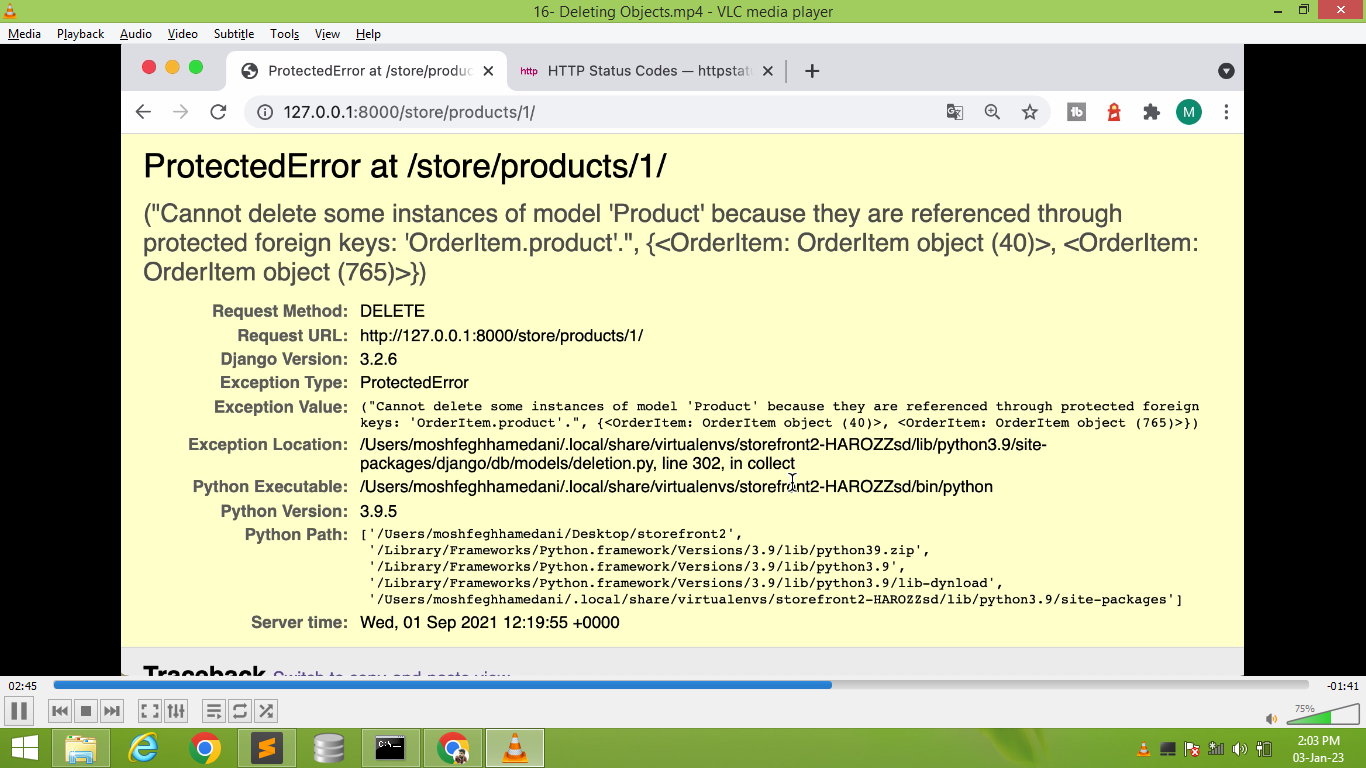 16- Deleting Objects.mp4 - VLC media player
Media Playback Audio Video Subtitle Tools View Help
ProtectedError at /store/produc
http HTTP Status Codes — httpstat
127.0.0.1:8000/store/products/1/
M
ProtectedError at /store/products/1/
("Cannot delete some instances of model 'Product' because they are referenced through
protected foreign keys: 'OrderItem.product'.", {<OrderItem: OrderItem object (40)>, <OrderItem:
OrderItem object (765)>})
Request Method: DELETE
Request URL: http://127.0.0.1:8000/store/products/1/
Django Version: 3.2.6
Exception Type: ProtectedError
Exception Value: ("Cannot delete some instances of model 'Product' because they are referenced through protected foreign
keys: 'OrderItem.product'.", {<OrderItem: OrderItem object (40)>, <OrderItem: OrderItem object (765)>})
Exception Location: /Users/moshfeghhamedani/.local/share/virtualenvs/storefront2-HAROZZsd/lib/python3.9/site-
packages/django/db/models/deletion.py, line 302, in collect
Python Executable: /Users/moshfeghhamedani/.local/share/virtualenvs/storefront2-HAROZZsd/bin/python
Python Version: 3.9.5
Python Path: ['/Users/moshfeghhamedani/Desktop/storefront2',
'/Library/Frameworks/Python.framework/Versions/3.9/lib/python39.zip',
'/Library/Frameworks/Python.framework/Versions/3.9/lib/python3.9',
'/Library/Frameworks/Python.framework/Versions/3.9/lib/python3.9/lib-dynload',
'/Users/moshfeghhamedani/.local/share/virtualenvs/storefront2-HAROZZsd/lib/python3.9/site-packages']
Server time: Wed, 01 Sep 2021 12:19:55 +0000
Traceback Switch to copy-and-paste view
02:45
-01:41
75%
2:03 PM
03-Jan-23